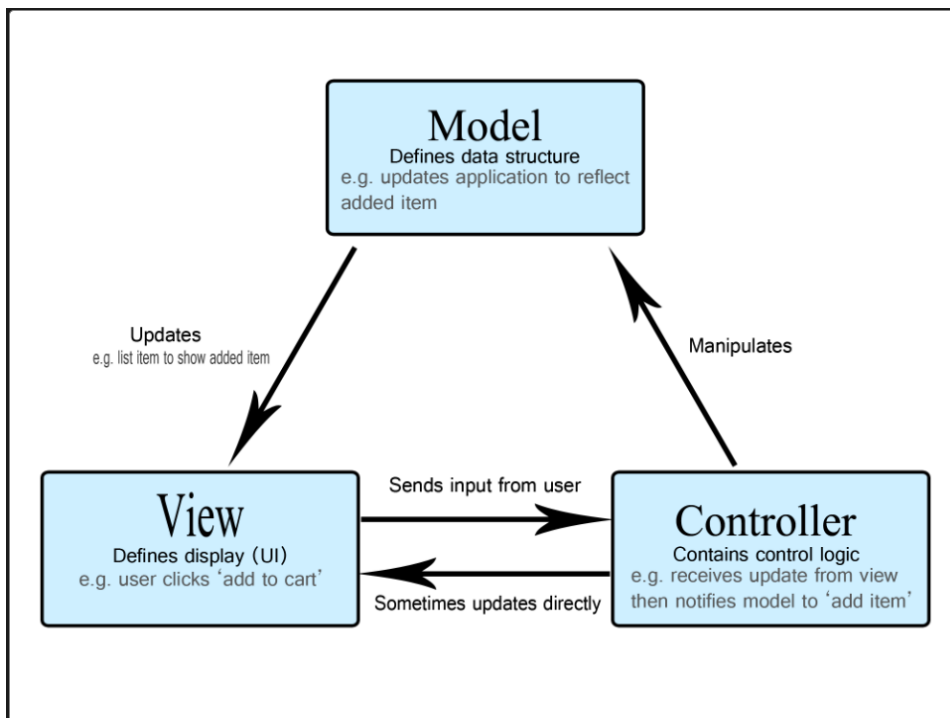 Model
Defines data structure
e.g. updates application to reflect
added item
Updates
e.g. list item to show added item
Manipulates
View
Defines display (UI)
e.g. user clicks ‘add to cart’
Sends input from user
Sometimes updates directly
Controller
Contains control logic
e.g. receives update from view
then notifies model to ‘add item’